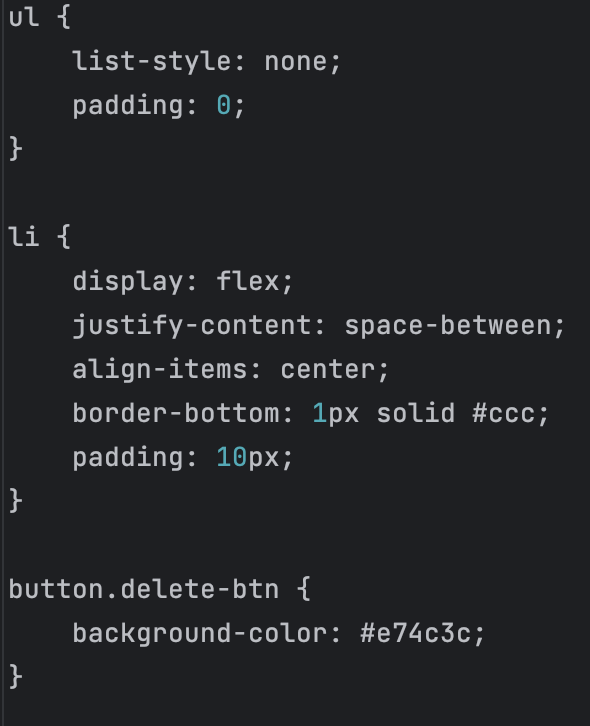 ul {
    list-style: none;
    padding: 0;
}

li {
    display: flex;
    justify-content: space-between;
    align-items: center;
    border-bottom: 1px solid #ccc;
    padding: 10px;
}

button.delete-btn {
    background-color: #e74c3c;
}